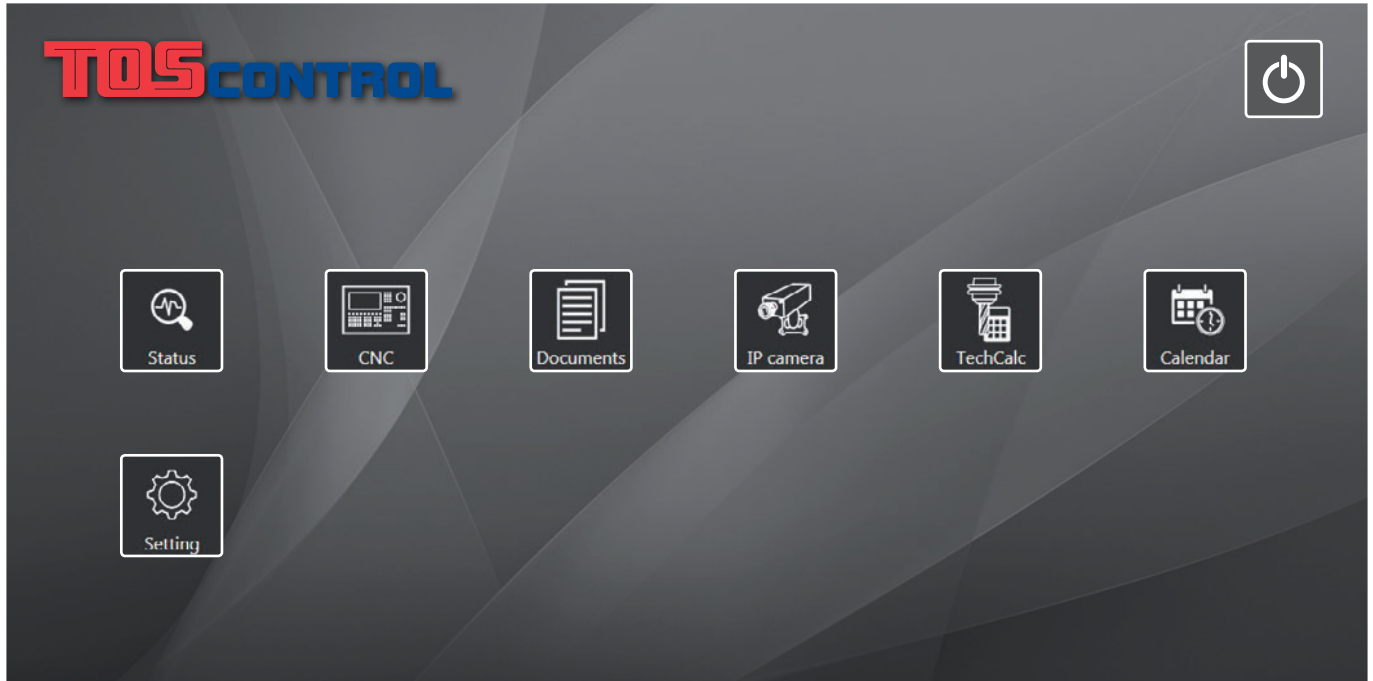 TOS CONTROL
Status
CNC
Documents
IP camera
TechCalc
Calendar
Setting